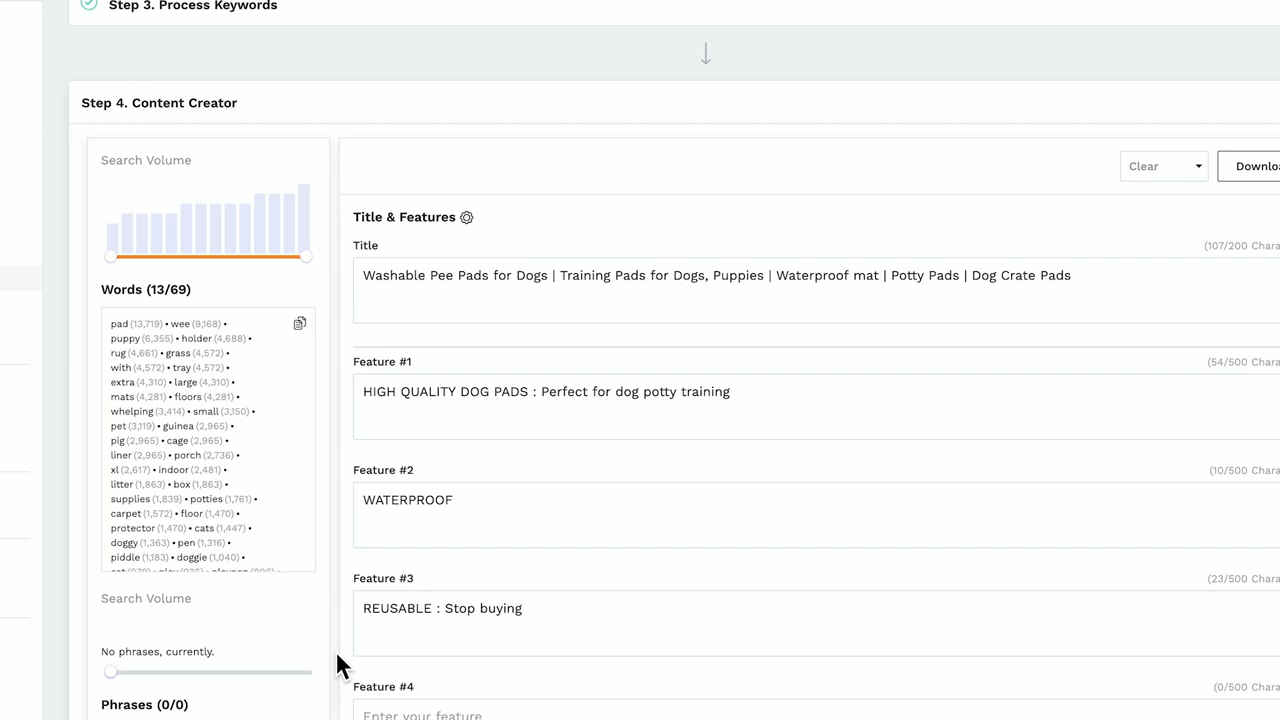 Step 3. Process Keywords
Step 4. Content Creator
Search Volume
Words (13/69)
pad (13,719) • wee (9,168) •
puppy (6,355) • holder (4,688) •
rug (4,661) • grass (4,572) •
with (4,572) • tray (4,572) •
extra (4,310) • large (4,310) •
mats (4,281) • floors (4,281) •
whelping (3,414) • small (3,150) •
pet (3,119) • guinea (2,965) •
pig (2,965) • cage (2,965) •
liner (2,965) • porch (2,736) •
xl (2,617) • indoor (2,481) •
litter (1,863) • box (1,863) •
supplies (1,839) • potties (1,761) •
carpet (1,572) • floor (1,470) •
protector (1,470) • cats (1,447) •
doggy (1,363) • pen (1,316) •
piddle (1,183) • doggie (1,040) •
Search Volume
No phrases, currently.
Phrases (0/0)
Clear
Downlo
Title & Features
Title
(107/200 Chara
Washable Pee Pads for Dogs | Training Pads for Dogs, Puppies | Waterproof mat | Potty Pads | Dog Crate Pads
Feature #1
(54/500 Chara
HIGH QUALITY DOG PADS : Perfect for dog potty training
Feature #2
(10/500 Chara
WATERPROOF
Feature #3
(23/500 Chara
REUSABLE : Stop buying
Feature #4
(0/500 Chara
Enter your feature